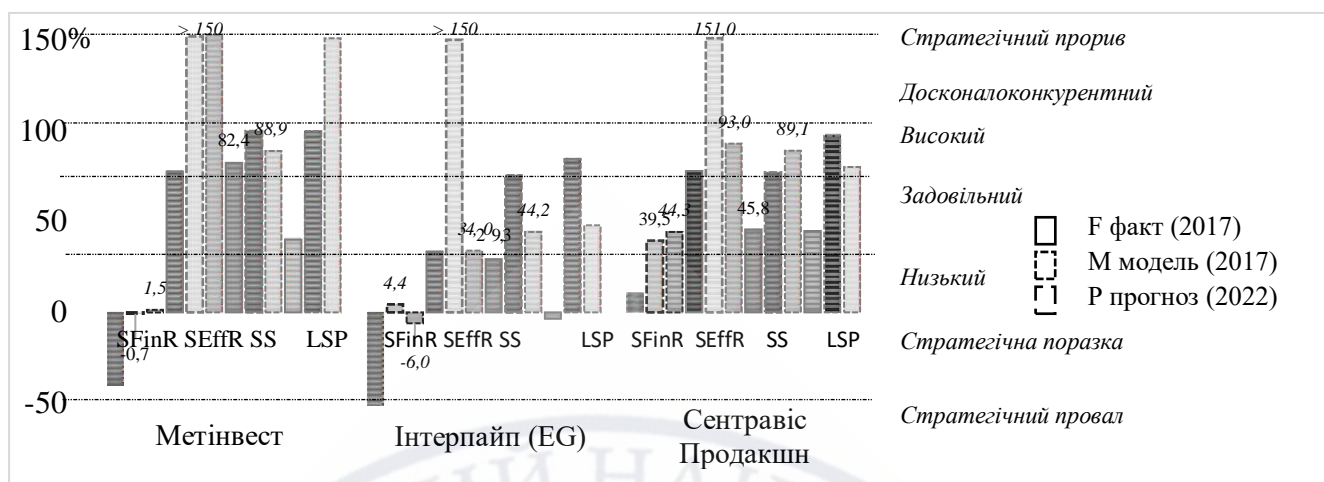 150%
100
50
0
-50
> 150
> 150
151,0
82,4
88,9
1,5
-0,7
4,4
-6,0
34,0
29,3
44,2
39,5
44,3
93,0
45,8
89,1
SFinR SEffR SS LSP
SFinR SEffR SS LSP
SFinR SEffR SS LSP
Метінвест
Інтерпайп (EG)
Сентравіс
Продакшн
Стратегічний прорив
Досконалоконкурентний
Високий
Задовільний
Низький
Стратегічна поразка
Стратегічний провал
F факт (2017)
М модель (2017)
Р прогноз (2022)